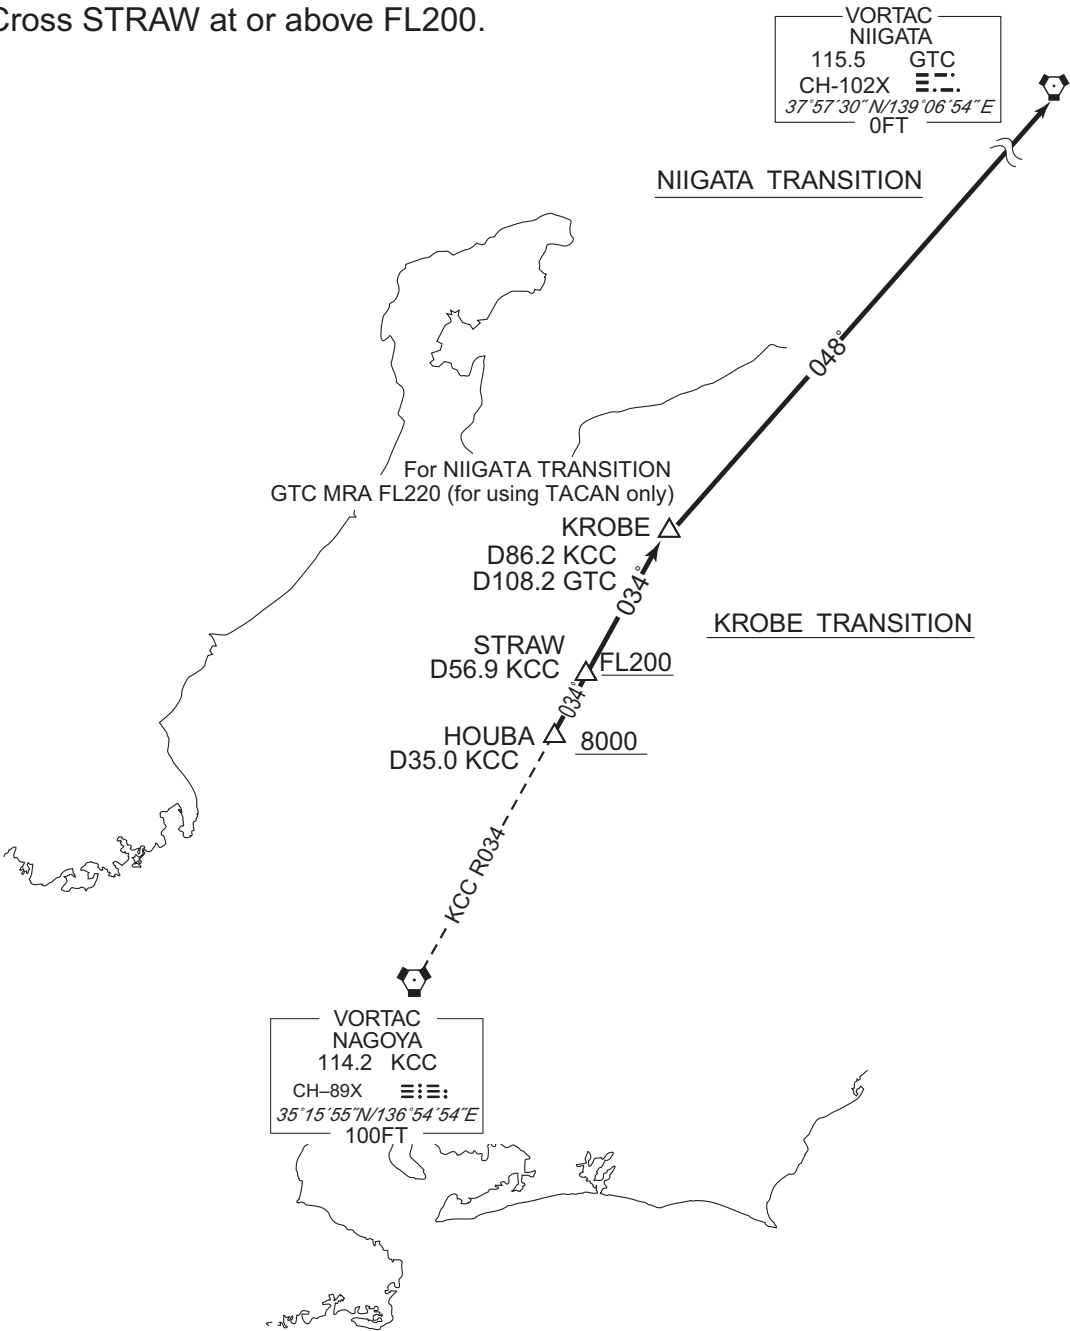 Cross STRAW at or above FL200.
VORTAC
NIIGATA
115.5 GTC
CH-102X
37°57′30″N/139°06′54″E
0FT
NIIGATA TRANSITION
048°
For NIIGATA TRANSITION
GTC MRA FL220 (for using TACAN only)
KROBE
D86.2 KCC
D108.2 GTC
034°
KROBE TRANSITION
STRAW
D56.9 KCC
FL200
034°
HOUBA
D35.0 KCC
8000
KCC R034
VORTAC
NAGOYA
114.2 KCC
CH–89X
35°15′55″N/136°54′54″E
100FT